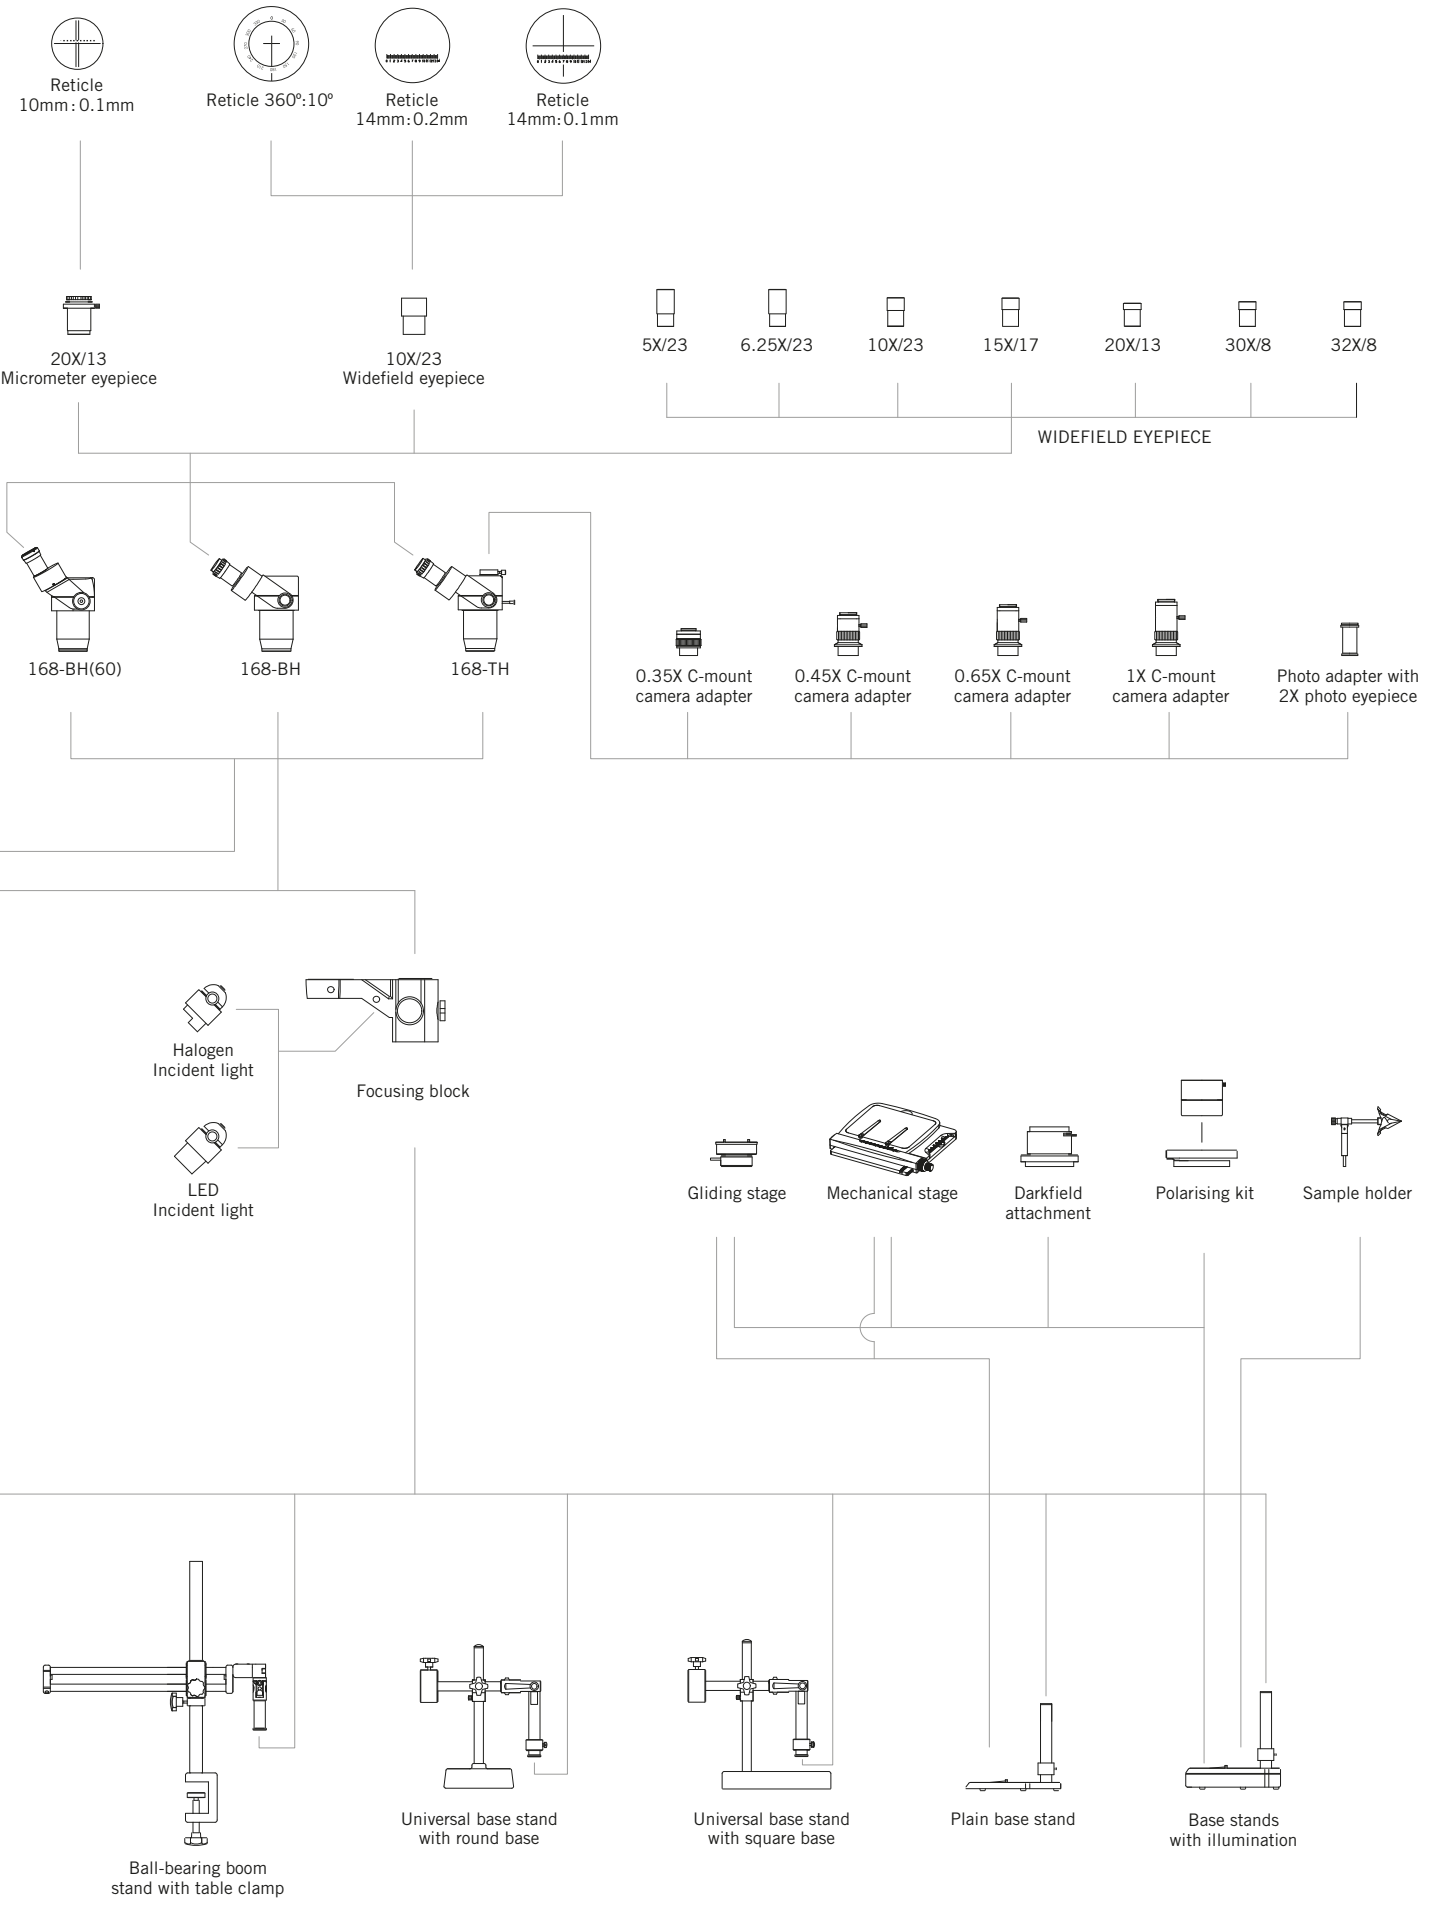 Reticle
10mm:0.1mm
Reticle 360º:10º
Reticle
14mm:0.2mm
Reticle
14mm:0.1mm
20X/13
Micrometer eyepiece
10X/23
Widefield eyepiece
5X/23
6.25X/23
10X/23
15X/17
20X/13
30X/8
32X/8
WIDEFIELD EYEPIECE
168-BH(60)
168-BH
168-TH
0.35X C-mount
camera adapter
0.45X C-mount
camera adapter
0.65X C-mount
camera adapter
1X C-mount
camera adapter
Photo adapter with
2X photo eyepiece
Halogen
Incident light
Focusing block
LED
Incident light
Gliding stage
Mechanical stage
Darkfield
attachment
Polarising kit
Sample holder
Ball-bearing boom
stand with table clamp
Universal base stand
with round base
Universal base stand
with square base
Plain base stand
Base stands
with illumination